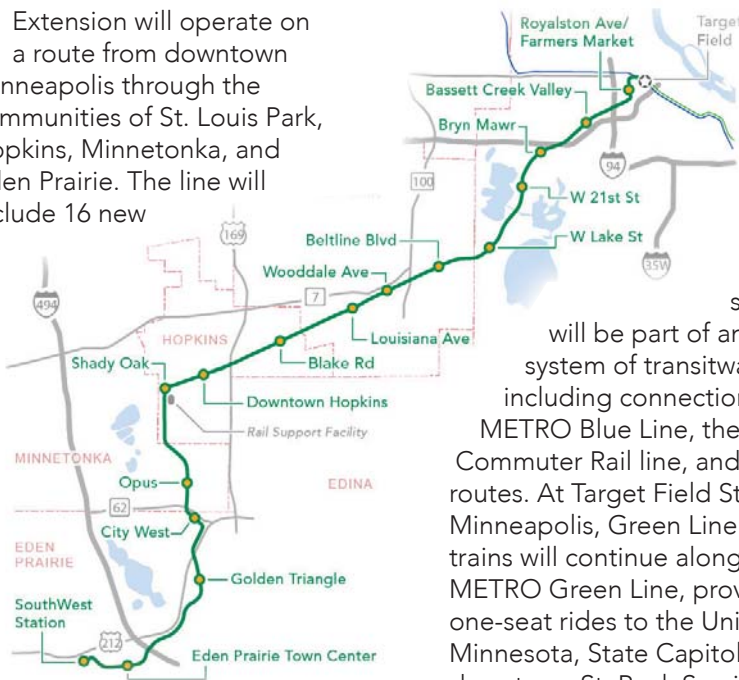 Extension will operate on
a route from downtown
nneapolis through the
mmunities of St. Louis Park,
opkins, Minnetonka, and
den Prairie. The line will
clude 16 new
Royalston Ave/
Farmers Market
Target
Field
Bassett Creek Valley
Bryn Mawr
94
100
W 21st St
169
Beltline Blvd
W Lake St
35W
Wooddale Ave
494
7
HOPKINS
Louisiana Ave
Shady Oak
Blake Rd
Downtown Hopkins
Rail Support Facility
MINNETONKA
Opus
EDINA
62
City West
EDEN
PRAIRIE
Golden Triangle
SouthWest
Station
212
Eden Prairie Town Center
s
will be part of an
system of transitwa
including connection
METRO Blue Line, the
Commuter Rail line, and
routes. At Target Field St
Minneapolis, Green Line
trains will continue along
METRO Green Line, prov
one-seat rides to the Uni
Minnesota, State Capitol